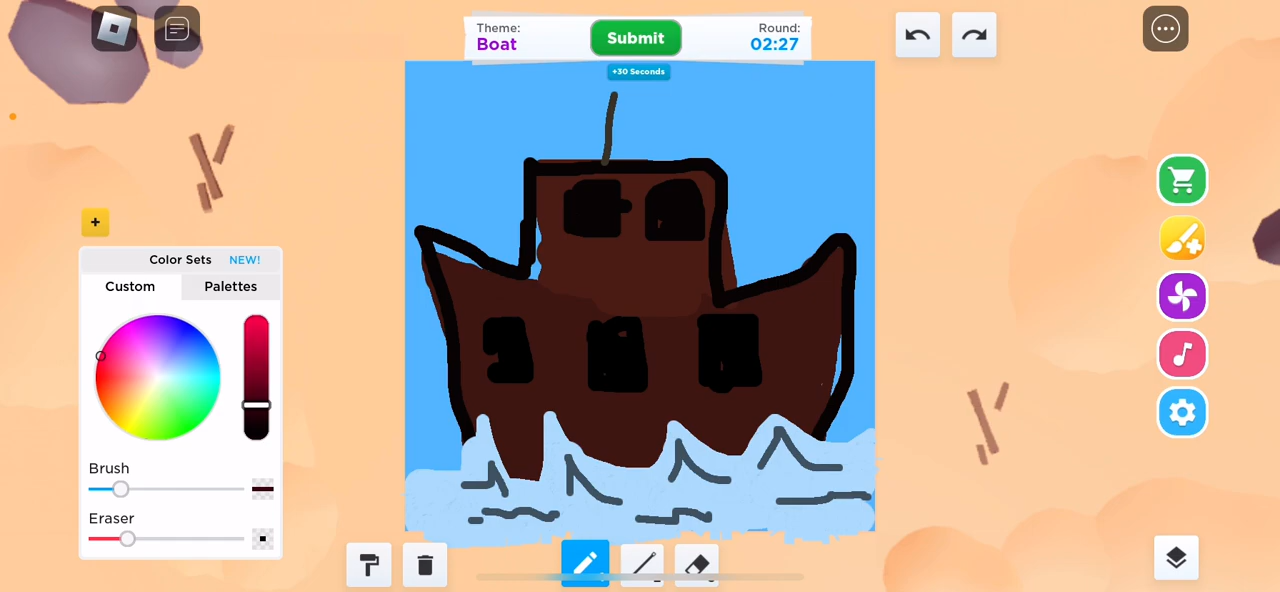 Theme:
Boat
Submit
Round:
02:27
+30 Seconds
+
Color Sets NEW!
Custom Palettes
Brush
Eraser